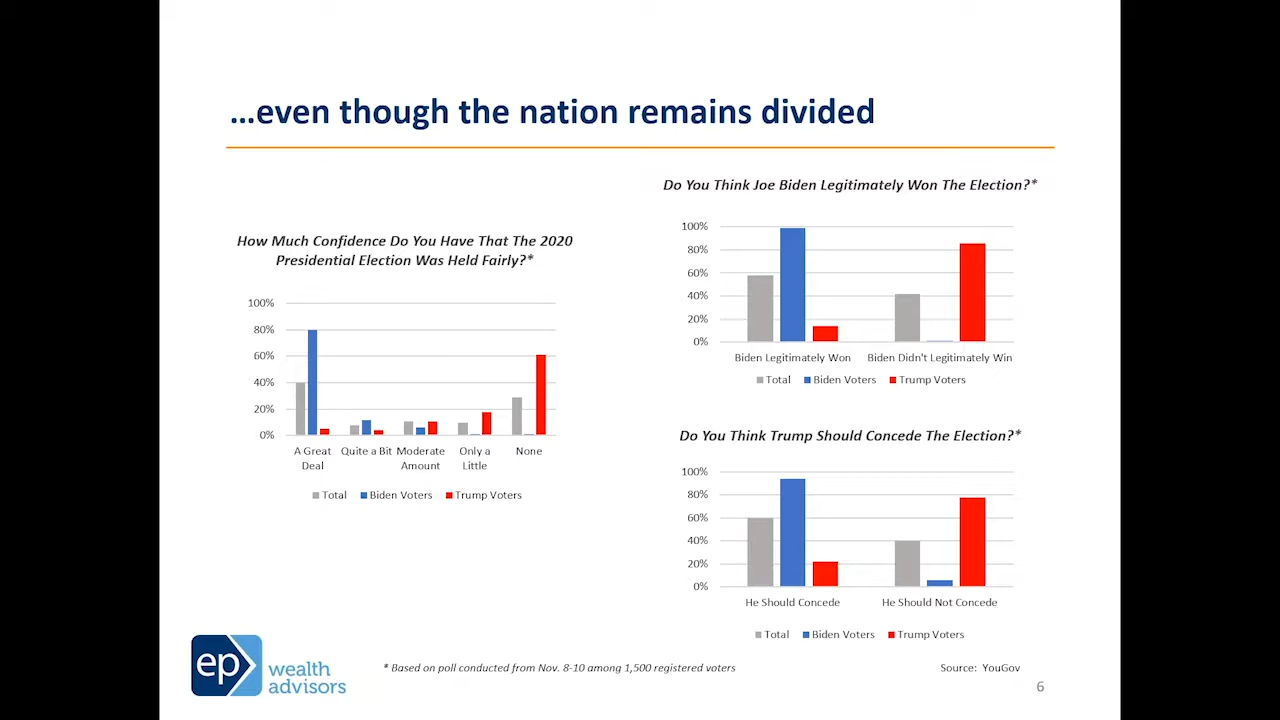 …even though the nation remains divided
How Much Confidence Do You Have That The 2020
Presidential Election Was Held Fairly?*
100%
80%
60%
40%
20%
0%
A Great Deal
Quite a Bit
Moderate Amount
Only a Little
None
Total Biden Voters Trump Voters
Do You Think Joe Biden Legitimately Won The Election?*
100%
80%
60%
40%
20%
0%
Biden Legitimately Won Biden Didn't Legitimately Win
Total Biden Voters Trump Voters
Do You Think Trump Should Concede The Election?*
100%
80%
60%
40%
20%
0%
He Should Concede He Should Not Concede
Total Biden Voters Trump Voters
ep wealth
advisors
* Based on poll conducted from Nov. 8-10 among 1,500 registered voters
Source: YouGov
6